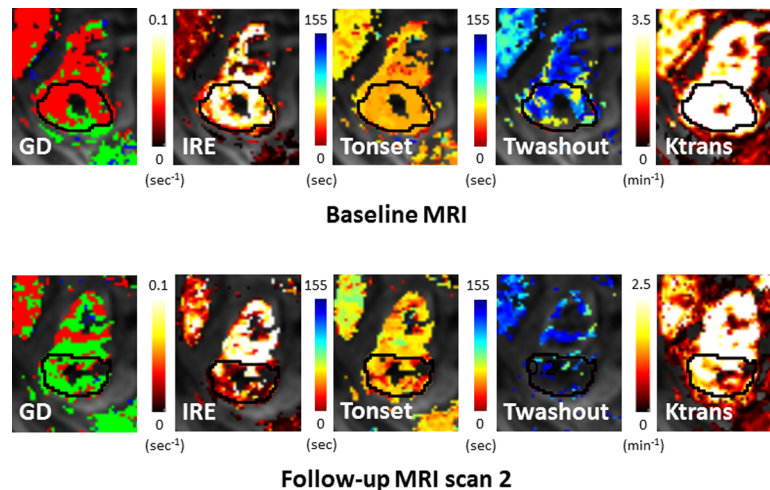 0.1 155 155 3.5
GD IRE Tonset Twashout Ktrans
0 0 0 0
(sec-1) (sec) (sec) (min-1)
Baseline MRI
0.1 155 155 2.5
GD IRE Tonset Twashout Ktrans
0 0 0 0
(sec-1) (sec) (sec) (min-1)
Follow-up MRI scan 2